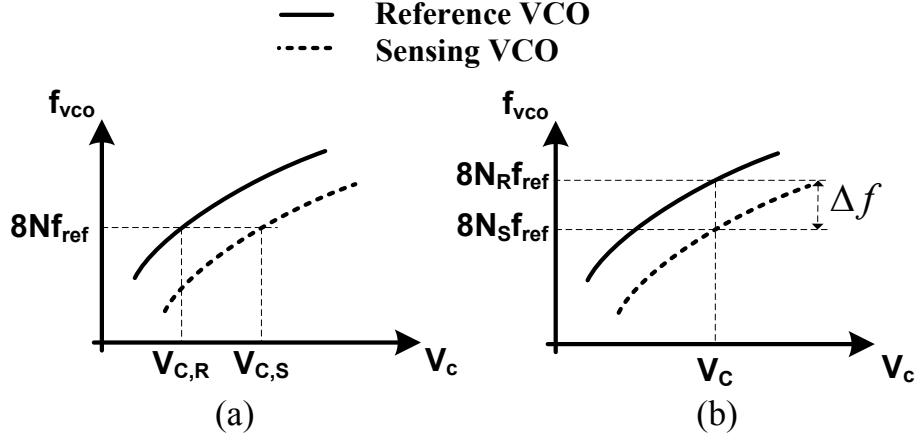 Reference VCO
Sensing VCO
fvco
8Nfref
VC,R
VC,S
Vc
(a)
fvco
8NRfref
8NSfref
Δf
VC
Vc
(b)